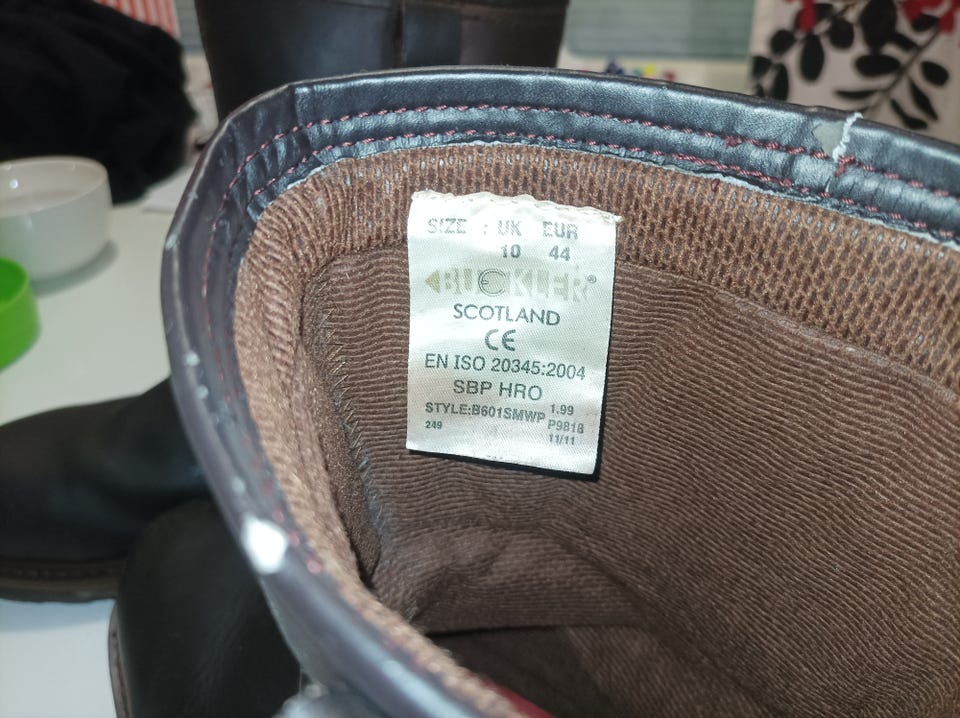 SIZE : UK EUR
10 44
BUCKLER®
SCOTLAND
CE
EN ISO 20345:2004
SBP HRO
STYLE:B601SMWP 1.99
249 P9818
11/11